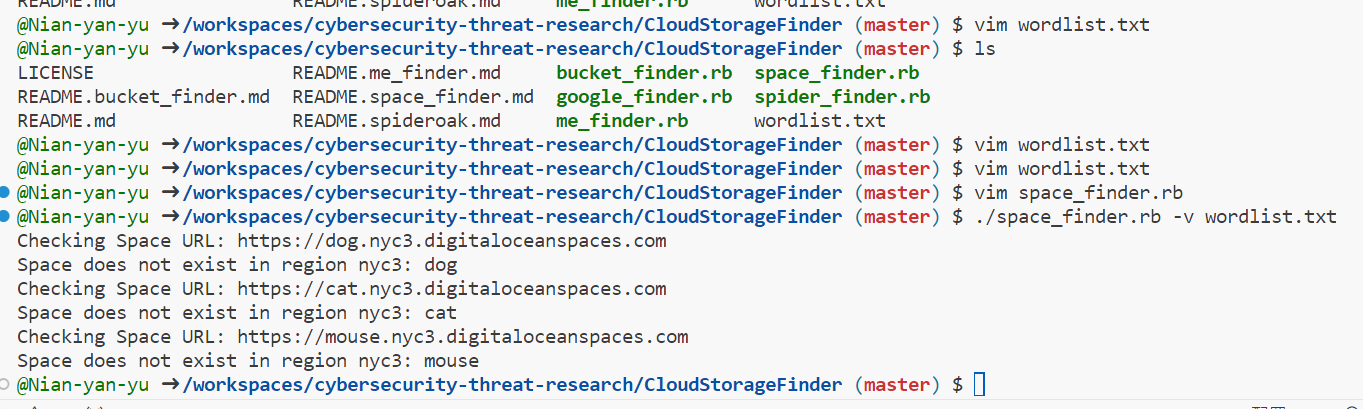 README.md            README.spideroak.md    me_finder.rb      wordlist.txt
@Nian-yan-yu ➜/workspaces/cybersecurity-threat-research/CloudStorageFinder (master) $ vim wordlist.txt
@Nian-yan-yu ➜/workspaces/cybersecurity-threat-research/CloudStorageFinder (master) $ ls
LICENSE                  README.me_finder.md     bucket_finder.rb  space_finder.rb
README.bucket_finder.md  README.space_finder.md  google_finder.rb  spider_finder.rb
README.md                README.spideroak.md     me_finder.rb      wordlist.txt
@Nian-yan-yu ➜/workspaces/cybersecurity-threat-research/CloudStorageFinder (master) $ vim wordlist.txt
@Nian-yan-yu ➜/workspaces/cybersecurity-threat-research/CloudStorageFinder (master) $ vim wordlist.txt
@Nian-yan-yu ➜/workspaces/cybersecurity-threat-research/CloudStorageFinder (master) $ vim space_finder.rb
@Nian-yan-yu ➜/workspaces/cybersecurity-threat-research/CloudStorageFinder (master) $ ./space_finder.rb -v wordlist.txt
Checking Space URL: https://dog.nyc3.digitaloceanspaces.com
Space does not exist in region nyc3: dog
Checking Space URL: https://cat.nyc3.digitaloceanspaces.com
Space does not exist in region nyc3: cat
Checking Space URL: https://mouse.nyc3.digitaloceanspaces.com
Space does not exist in region nyc3: mouse
@Nian-yan-yu ➜/workspaces/cybersecurity-threat-research/CloudStorageFinder (master) $